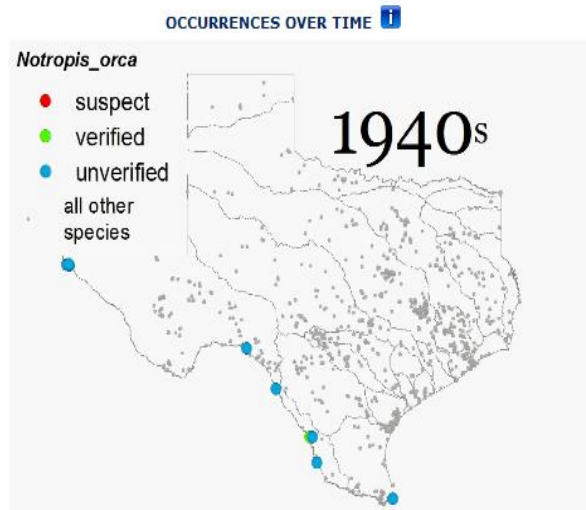 OCCURRENCES OVER TIME i
Notropis_orca
suspect
verified
unverified
all other
species
1940s